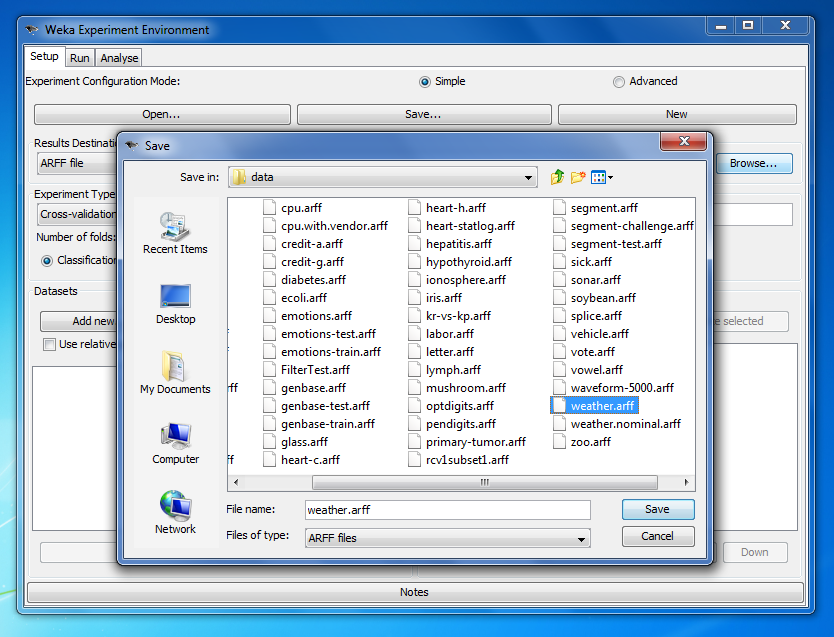 Weka Experiment Environment
Setup Run Analyse
Experiment Configuration Mode: Simple Advanced
Open... Save... New
Results Destinati
ARFF file
Browse...
Experiment Type
Cross-validation
Number of folds:
Classification
Datasets
Add new
e selected
Use relative
Save
Save in: data
Recent Items
Desktop
My Documents
Computer
Network
rff
ff
cpu.arff
cpu.with.vendor.arff
credit-a.arff
credit-g.arff
diabetes.arff
ecoli.arff
emotions.arff
emotions-test.arff
emotions-train.arff
FilterTest.arff
genbase.arff
genbase-test.arff
genbase-train.arff
glass.arff
heart-c.arff
heart-h.arff
heart-statlog.arff
hepatitis.arff
hypothyroid.arff
ionosphere.arff
iris.arff
kr-vs-kp.arff
labor.arff
letter.arff
lymph.arff
mushroom.arff
optdigits.arff
pendigits.arff
primary-tumor.arff
rcv1subset1.arff
segment.arff
segment-challenge.arff
segment-test.arff
sick.arff
sonar.arff
soybean.arff
splice.arff
vehicle.arff
vote.arff
vowel.arff
waveform-5000.arff
weather.arff
weather.nominal.arff
zoo.arff
File name: weather.arff Save
Files of type: ARFF files Cancel
Down
Notes